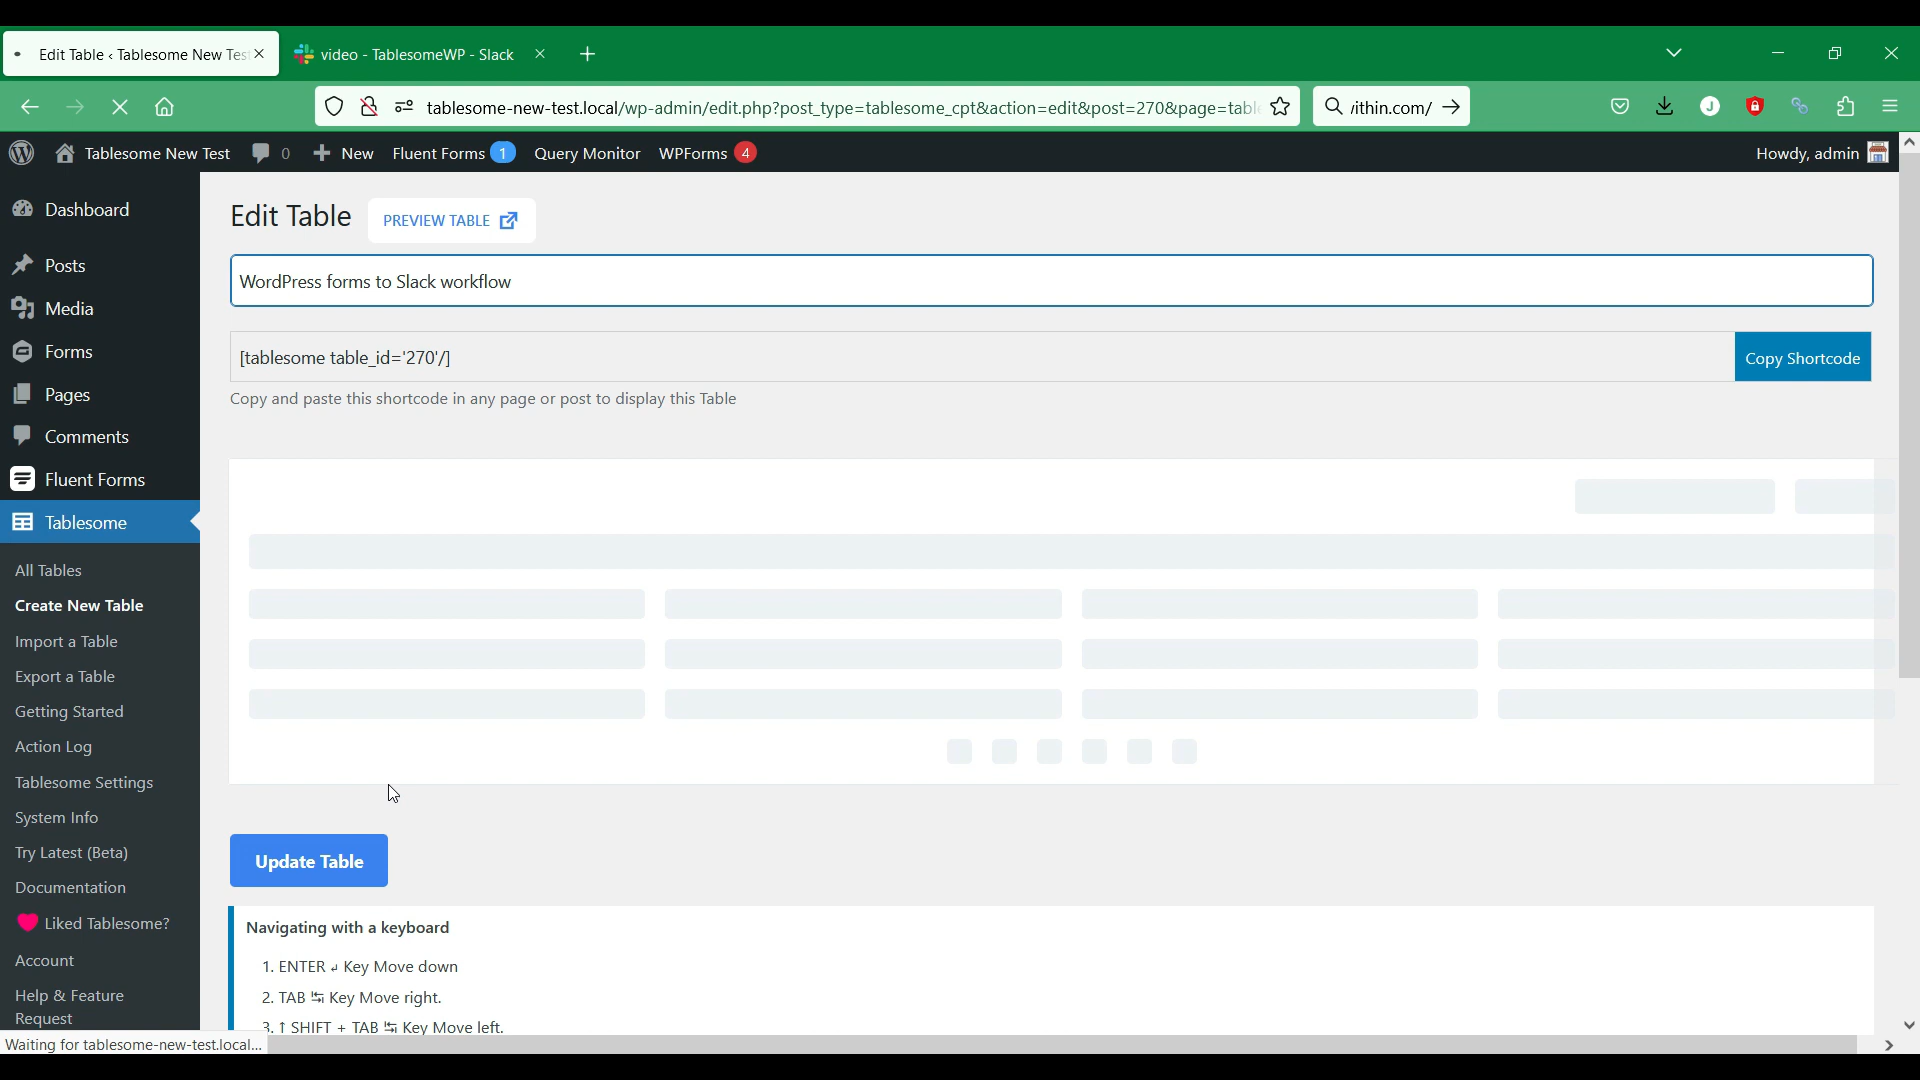 Edit Table ‹ Tablesome New Test
video - TablesomeWP - Slack
tablesome-new-test.local/wp-admin/edit.php?post_type=tablesome_cpt&action=edit&post=270&page=table
/ithin.com/
Tablesome New Test
0
New
Fluent Forms 1
Query Monitor
WPForms 4
Howdy, admin
Dashboard
Posts
Media
Forms
Pages
Comments
Fluent Forms
Tablesome
All Tables
Create New Table
Import a Table
Export a Table
Getting Started
Action Log
Tablesome Settings
System Info
Try Latest (Beta)
Documentation
Liked Tablesome?
Account
Help & Feature
Request
Edit Table
PREVIEW TABLE
WordPress forms to Slack workflow
[tablesome table_id='270'/]
Copy Shortcode
Copy and paste this shortcode in any page or post to display this Table
Update Table
Navigating with a keyboard
1. ENTER ↲ Key Move down
2. TAB ↹ Key Move right.
3. ↑ SHIFT + TAB ↹ Key Move left.
Waiting for tablesome-new-test.local...